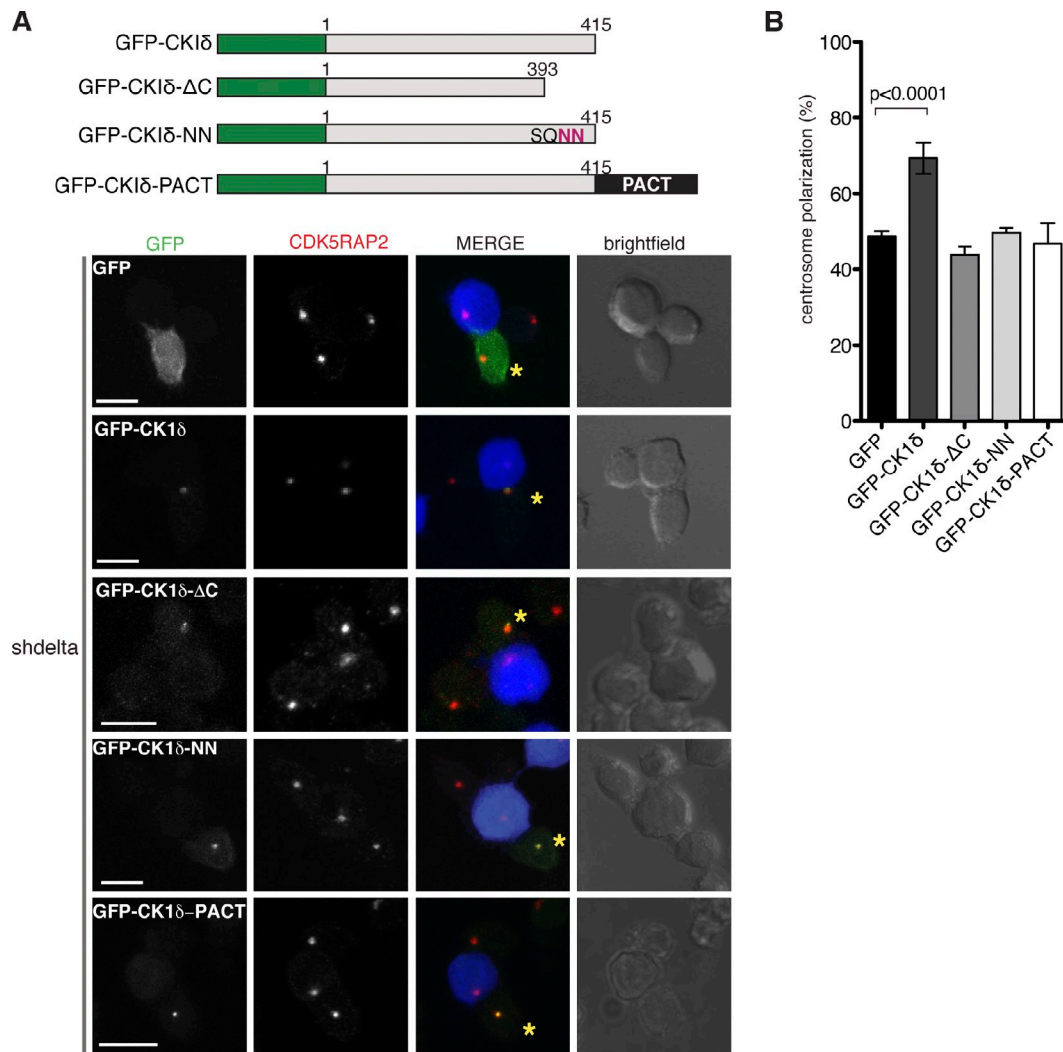 A
1 415
GFP-CKIδ
1 393
GFP-CKIδ-ΔC
1 415
GFP-CKIδ-NN
SQNN
1 415
GFP-CKIδ-PACT
PACT
GFP CDK5RAP2 MERGE brightfield
shdelta
GFP
*
GFP-CK1δ
*
GFP-CK1δ-ΔC
*
GFP-CK1δ-NN
*
GFP-CK1δ–PACT
*
B
centrosome polarization (%)
100
80
60
40
20
0
p<0.0001
GFP
GFP-CK1δ
GFP-CK1δ-ΔC
GFP-CK1δ-NN
GFP-CK1δ-PACT